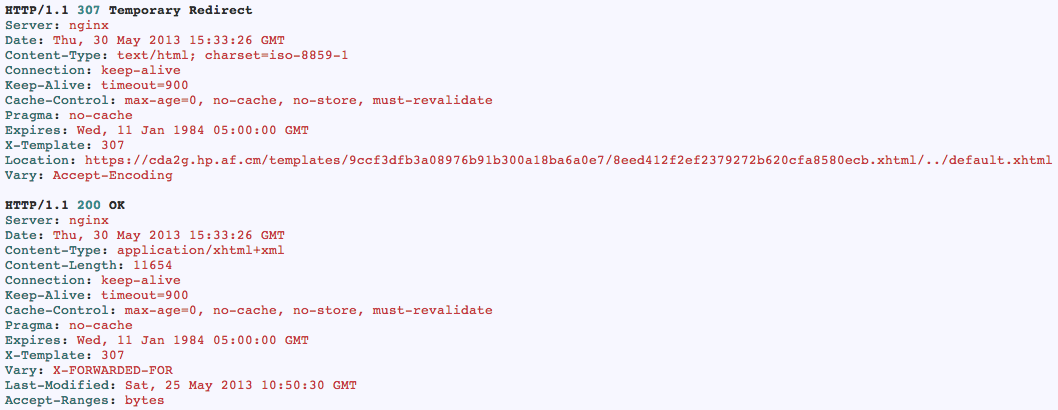 HTTP/1.1 307 Temporary Redirect
Server: nginx
Date: Thu, 30 May 2013 15:33:26 GMT
Content-Type: text/html; charset=iso-8859-1
Connection: keep-alive
Keep-Alive: timeout=900
Cache-Control: max-age=0, no-cache, no-store, must-revalidate
Pragma: no-cache
Expires: Wed, 11 Jan 1984 05:00:00 GMT
X-Template: 307
Location: https://cda2g.hp.af.cm/templates/9ccf3dfb3a08976b91b300a18ba6a0e7/8eed412f2ef2379272b620cfa8580ecb.xhtml/../default.xhtml
Vary: Accept-Encoding
HTTP/1.1 200 OK
Server: nginx
Date: Thu, 30 May 2013 15:33:26 GMT
Content-Type: application/xhtml+xml
Content-Length: 11654
Connection: keep-alive
Keep-Alive: timeout=900
Cache-Control: max-age=0, no-cache, no-store, must-revalidate
Pragma: no-cache
Expires: Wed, 11 Jan 1984 05:00:00 GMT
X-Template: 307
Vary: X-FORWARDED-FOR
Last-Modified: Sat, 25 May 2013 10:50:30 GMT
Accept-Ranges: bytes